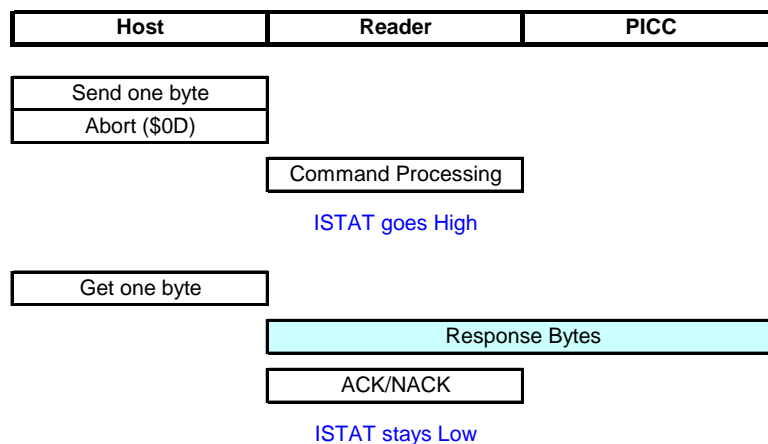 Host Reader PICC
Send one byte
Abort ($0D)
Command Processing
ISTAT goes High
Get one byte
Response Bytes
ACK/NACK
ISTAT stays Low